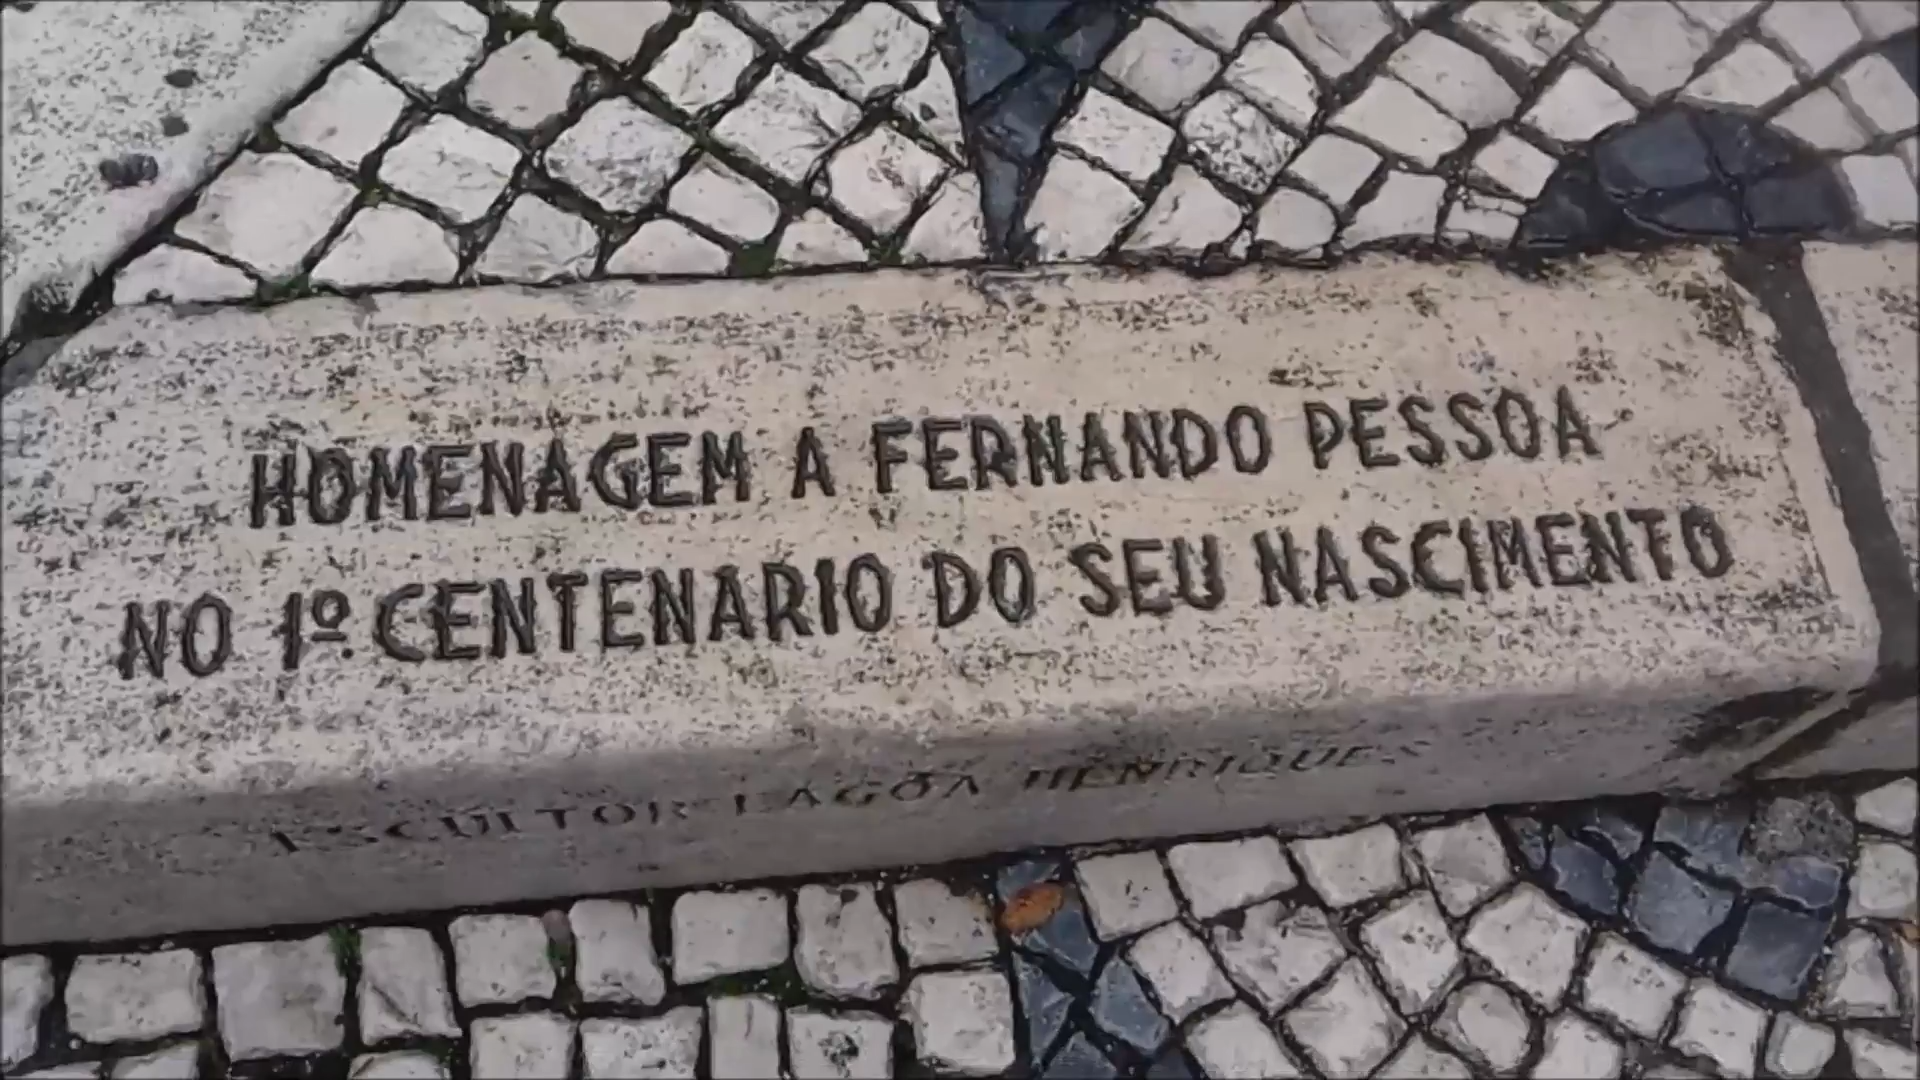 HOMENAGEM A FERNANDO PESSOA
NO 1º CENTENARIO DO SEU NASCIMENTO
ESCULTOR LAGOA HENRIQUES